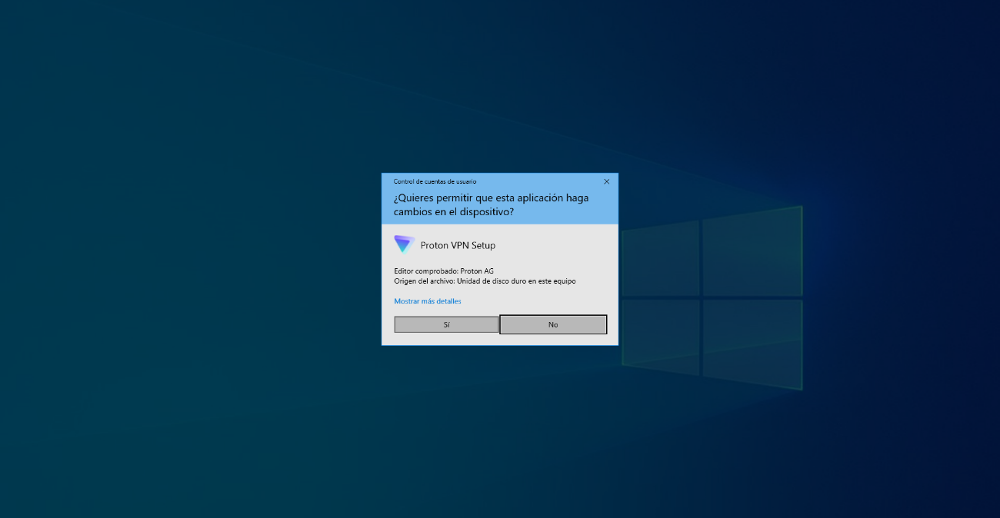 Control de cuentas de usuario
¿Quieres permitir que esta aplicación haga
cambios en el dispositivo?
Proton VPN Setup
Editor comprobado: Proton AG
Origen del archivo: Unidad de disco duro en este equipo
Mostrar más detalles
Sí
No